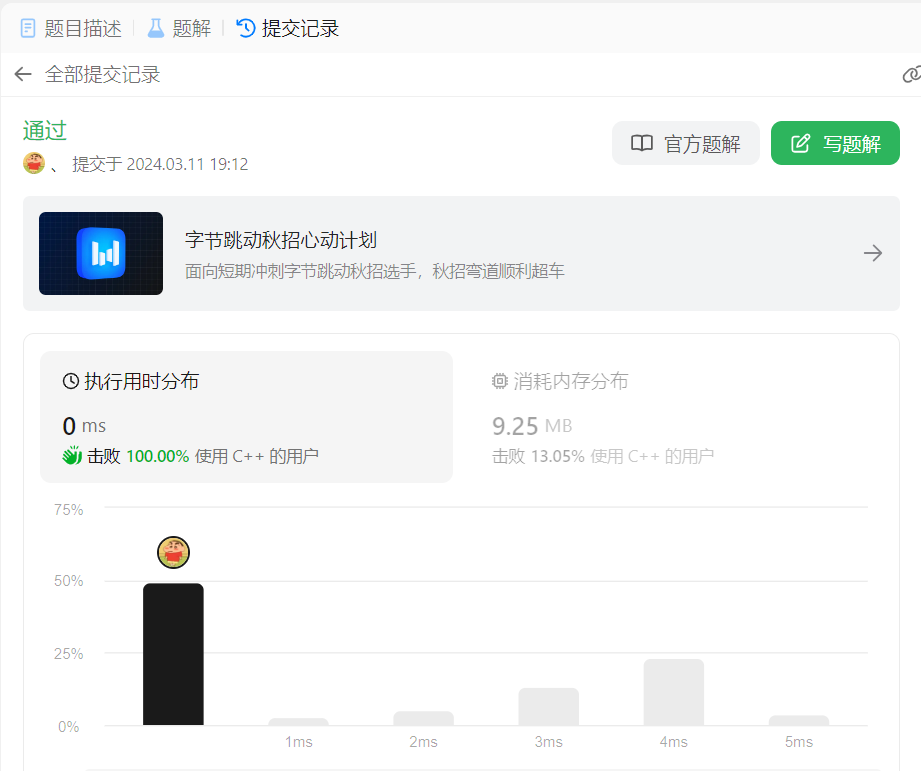 题目描述 题解 提交记录
全部提交记录
通过
、 提交于 2024.03.11 19:12
官方题解
写题解
字节跳动秋招心动计划
面向短期冲刺字节跳动秋招选手，秋招弯道顺利超车
执行用时分布
0 ms
击败 100.00% 使用 C++ 的用户
消耗内存分布
9.25 MB
击败 13.05% 使用 C++ 的用户
75%
50%
25%
0%
1ms 2ms 3ms 4ms 5ms